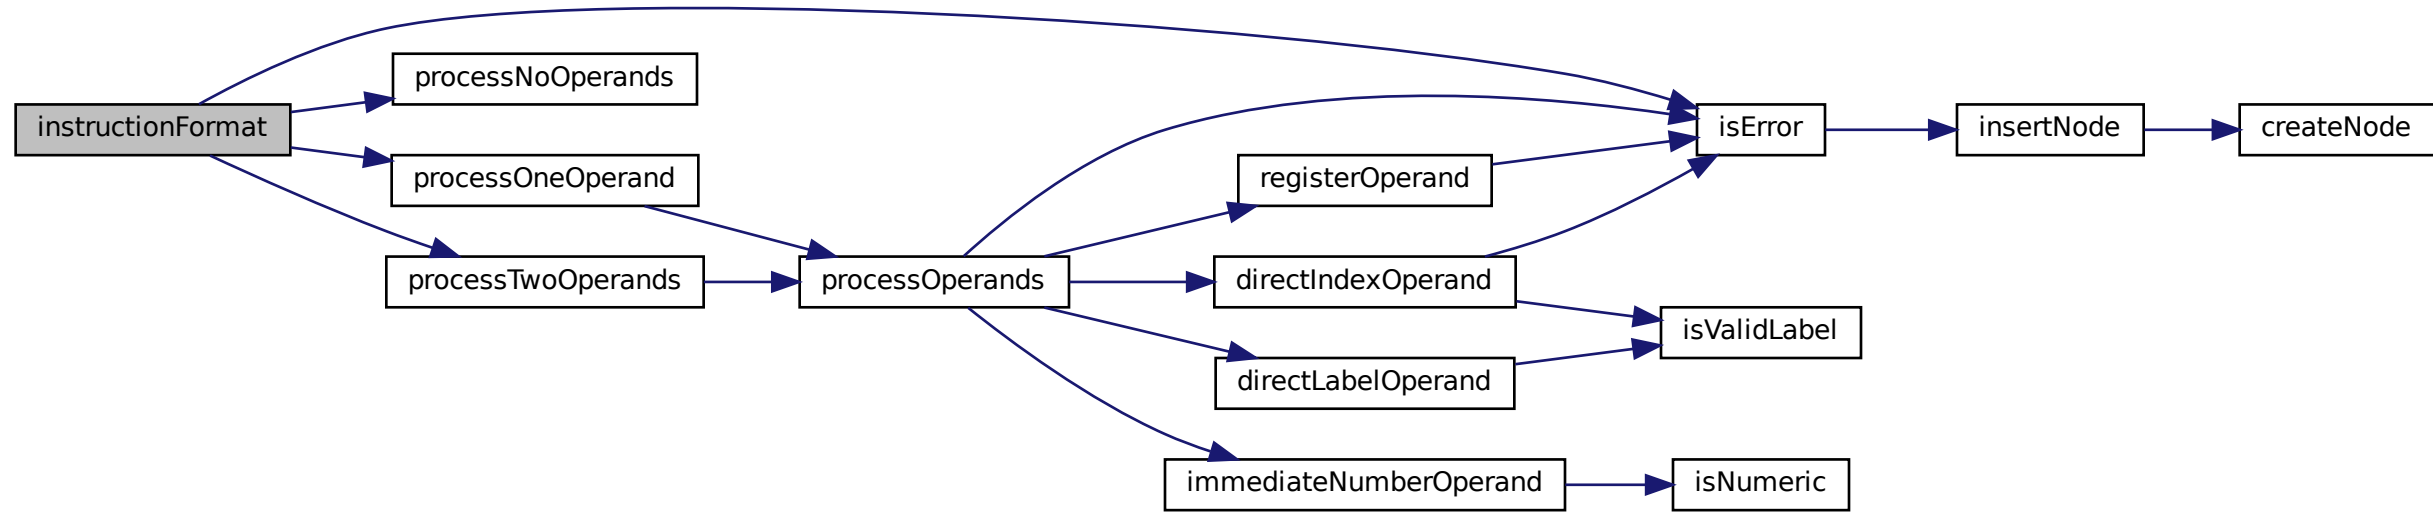 instructionFormat
processNoOperands
processOneOperand
processTwoOperands
processOperands
registerOperand
directIndexOperand
directLabelOperand
immediateNumberOperand
isError
isValidLabel
isNumeric
insertNode
createNode